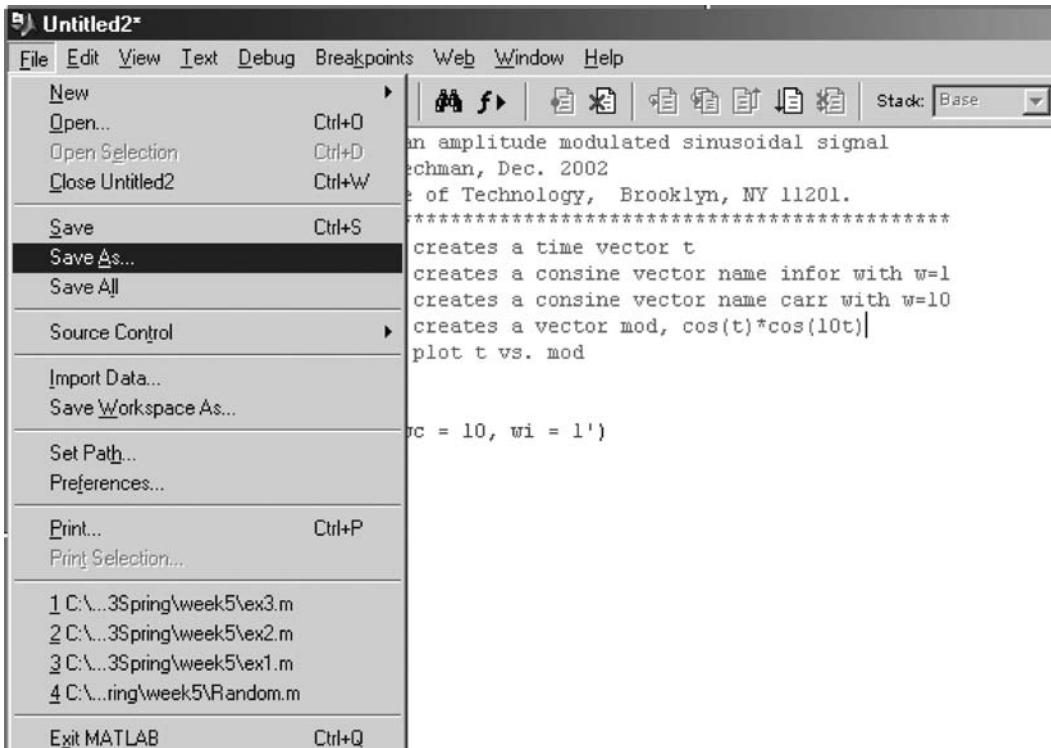 Untitled2*
File Edit View Text Debug Breakpoints Web Window Help
Stack: Base
New
Open... Ctrl+O
Open Selection Ctrl+D
Close Untitled2 Ctrl+W
Save Ctrl+S
Save As...
Save All
Source Control
Import Data...
Save Workspace As...
Set Path...
Preferences...
Print... Ctrl+P
Print Selection...
1 C:\...3Spring\week5\ex3.m
2 C:\...3Spring\week5\ex2.m
3 C:\...3Spring\week5\ex1.m
4 C:\...ring\week5\Random.m
Exit MATLAB Ctrl+Q
an amplitude modulated sinusoidal signal
echman, Dec. 2002
of Technology, Brooklyn, NY 11201.
*********************************************
creates a time vector t
creates a consine vector name infor with w=1
creates a consine vector name carr with w=10
creates a vector mod, cos(t)*cos(10t)
plot t vs. mod
= 10, wi = 1')